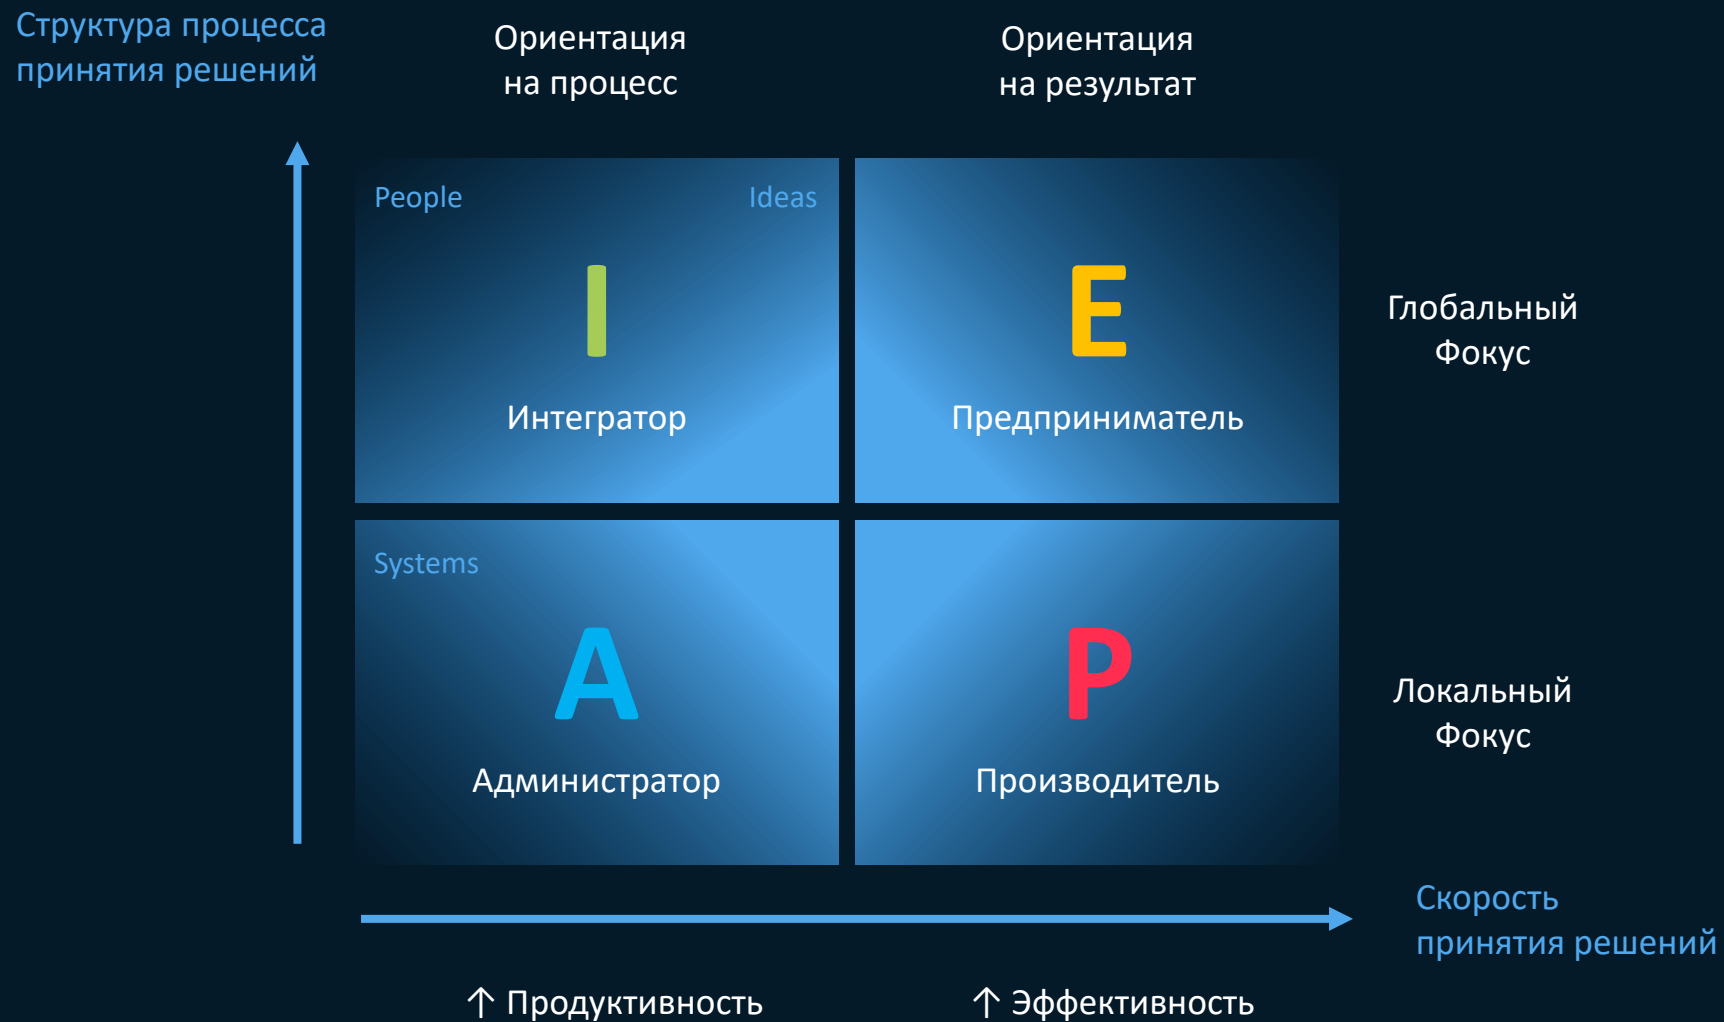 Структура процесса
принятия решений
Ориентация
на процесс
Ориентация
на результат
People
Ideas
I
Интегратор
E
Предприниматель
Глобальный
Фокус
Systems
A
Администратор
P
Производитель
Локальный
Фокус
Скорость
принятия решений
↑ Продуктивность
↑ Эффективность